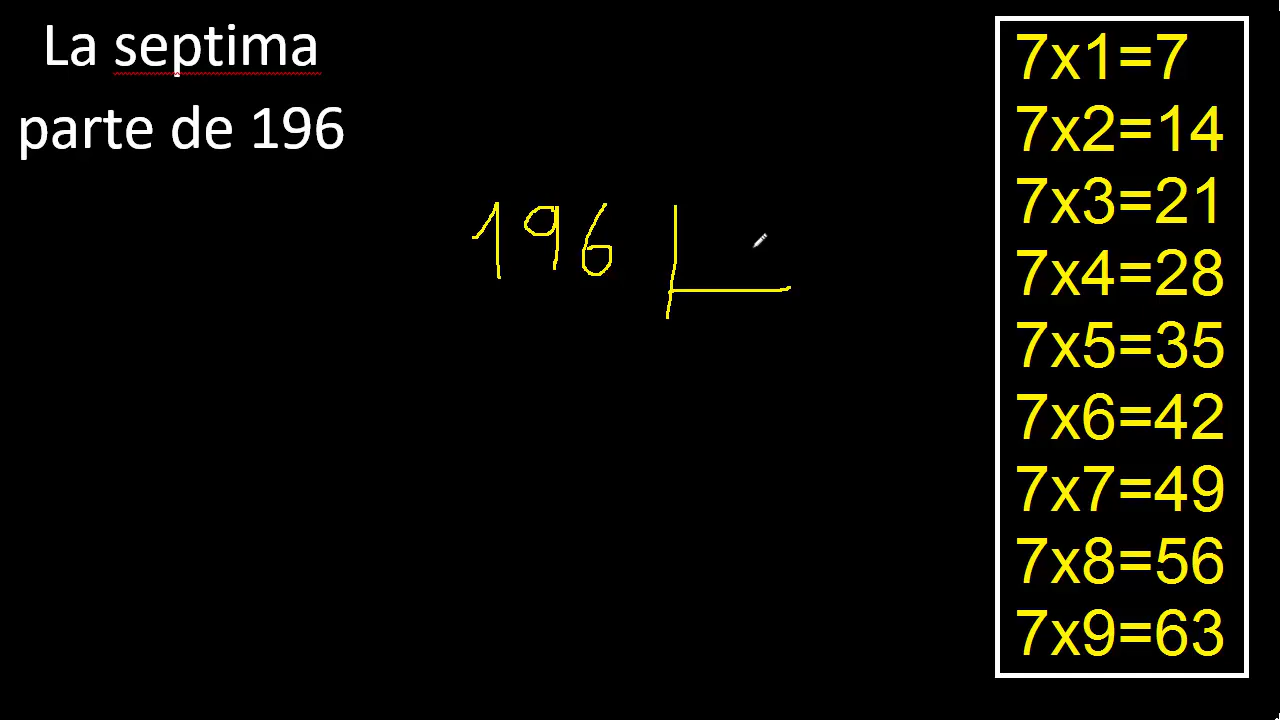 La septima
parte de 196
196
7x1=7
7x2=14
7x3=21
7x4=28
7x5=35
7x6=42
7x7=49
7x8=56
7x9=63